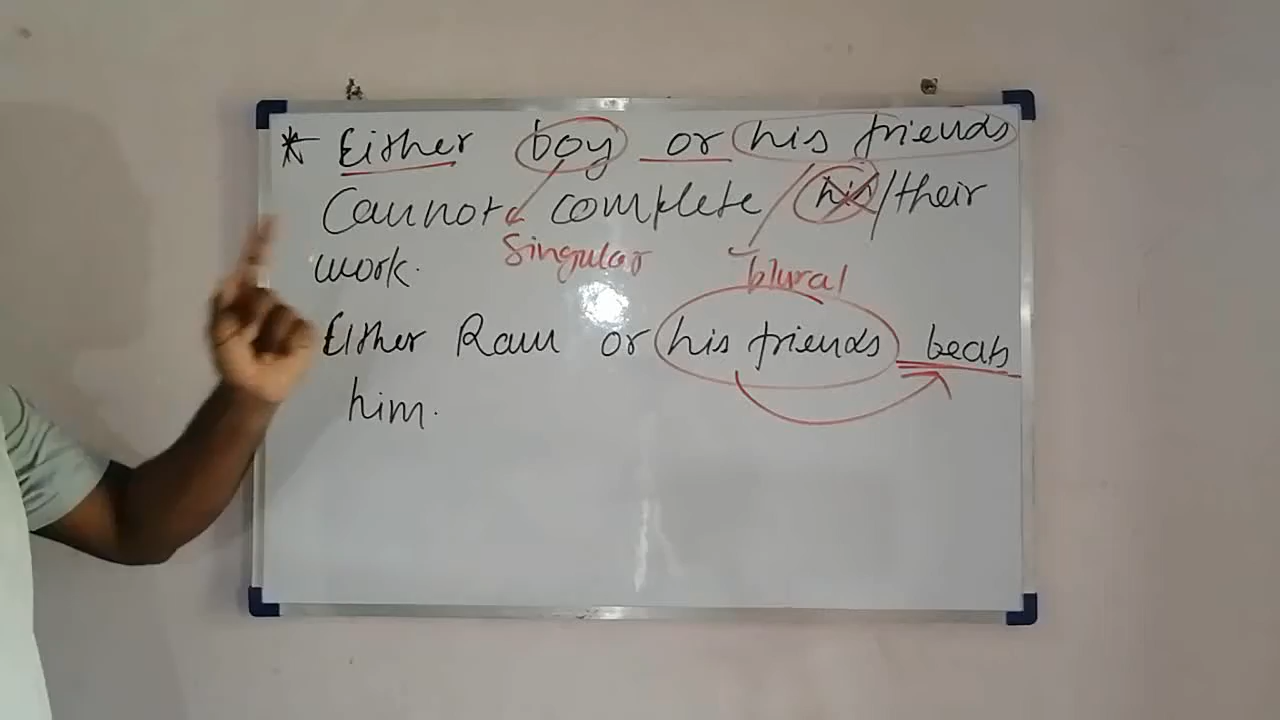 * Either boy or his friends
Cannot complete his/their
Singular
work.
plural
Either Ram or his friends beats
him.